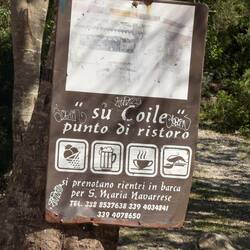 "su Coile"
punto di ristoro
si prenotano rientri in barca
per S. Maria Navarrese
TEL. 338 8537638 339 4034841
339 4078650